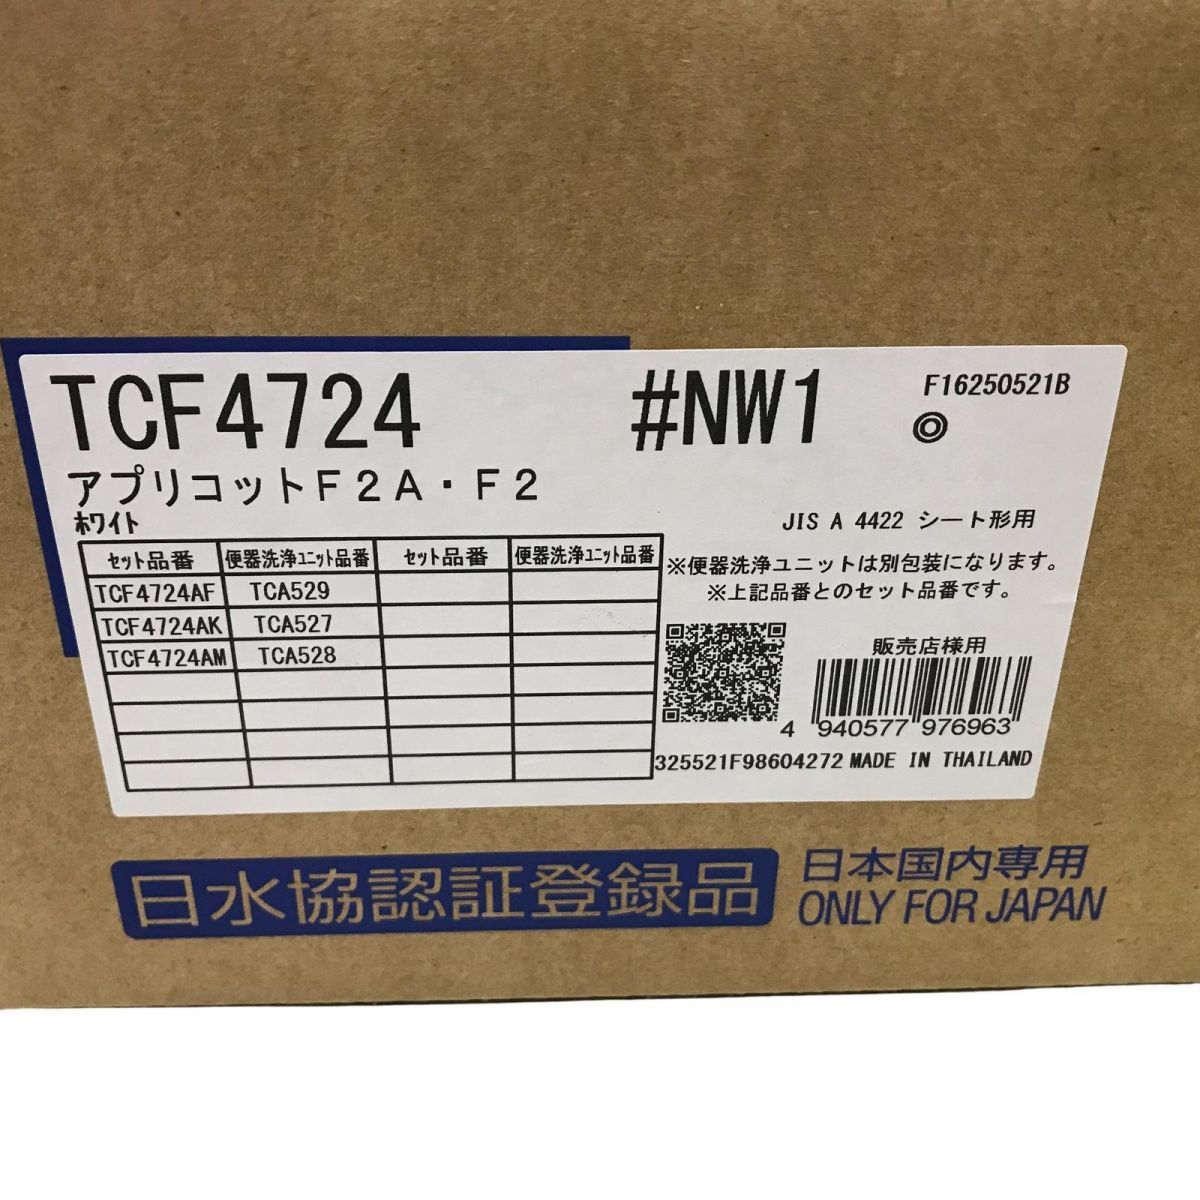 TCF4724 #NW1 F16250521B
◎
アプリコットＦ２Ａ・Ｆ２
ホワイト
JIS A 4422 シート形用
セット品番 便器洗浄ユニット品番 セット品番 便器洗浄ユニット品番
TCF4724AF TCA529
TCF4724AK TCA527
TCF4724AM TCA528
※便器洗浄ユニットは別包装になります。
※上記品番とのセット品番です。
販売店様用
4 940577 976963
325521F98604272 MADE IN THAILAND
日水協認証登録品
日本国内専用
ONLY FOR JAPAN